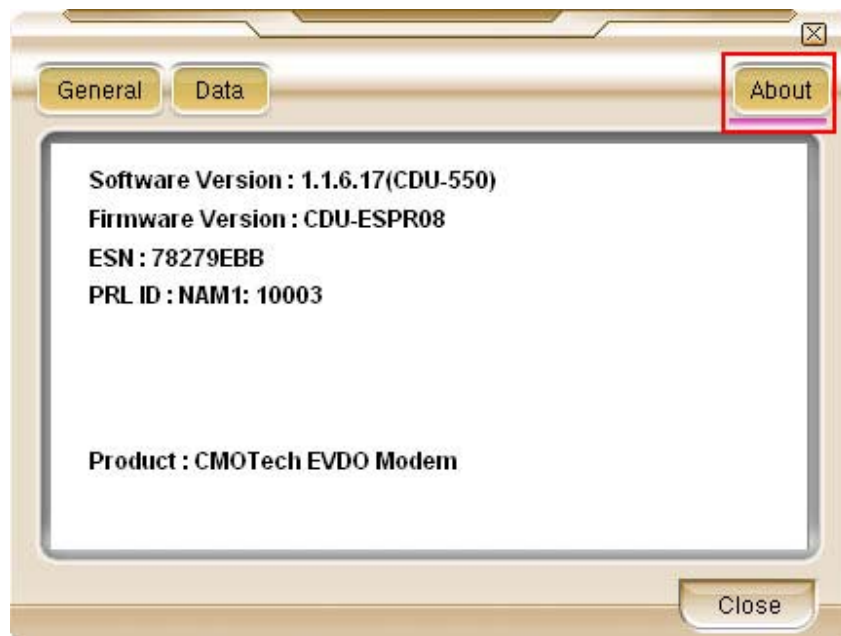 General Data About
Software Version : 1.1.6.17(CDU-550)
Firmware Version : CDU-ESPR08
ESN : 78279EBB
PRL ID : NAM1: 10003
Product : CMOTech EVDO Modem
Close